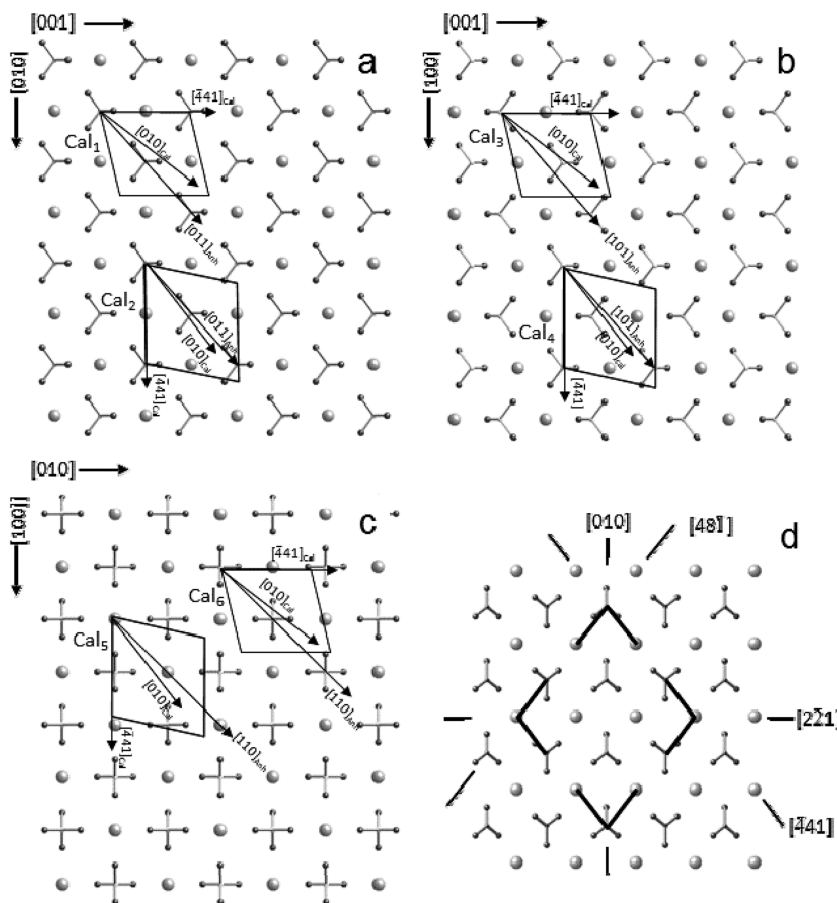 [001]
a
[010]
[4̄41]Cal
[010]Cal
Cal1
[011]Anh
Cal2
[011]Anh
[010]Cal
[4̄41]Cal
[001]
b
[100]
[4̄41]Cal
[010]Cal
Cal3
[101]Anh
Cal4
[101]Anh
[010]Cal
[4̄41]
[010]
c
[100]
[4̄41]Cal
[010]Cal
Cal6
Cal5
[110]Anh
[010]Cal
[110]Anh
[4̄41]Cal
[010]
[481̄]
d
[22̄1]
[4̄41]